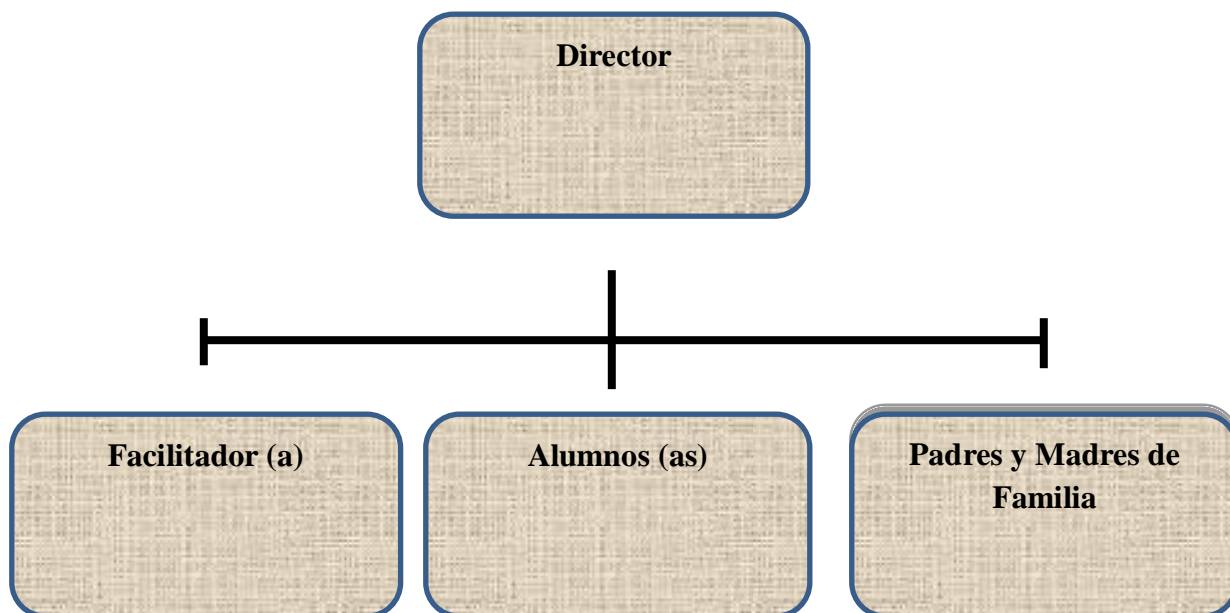 Director
Facilitador (a)
Alumnos (as)
Padres y Madres de
Familia